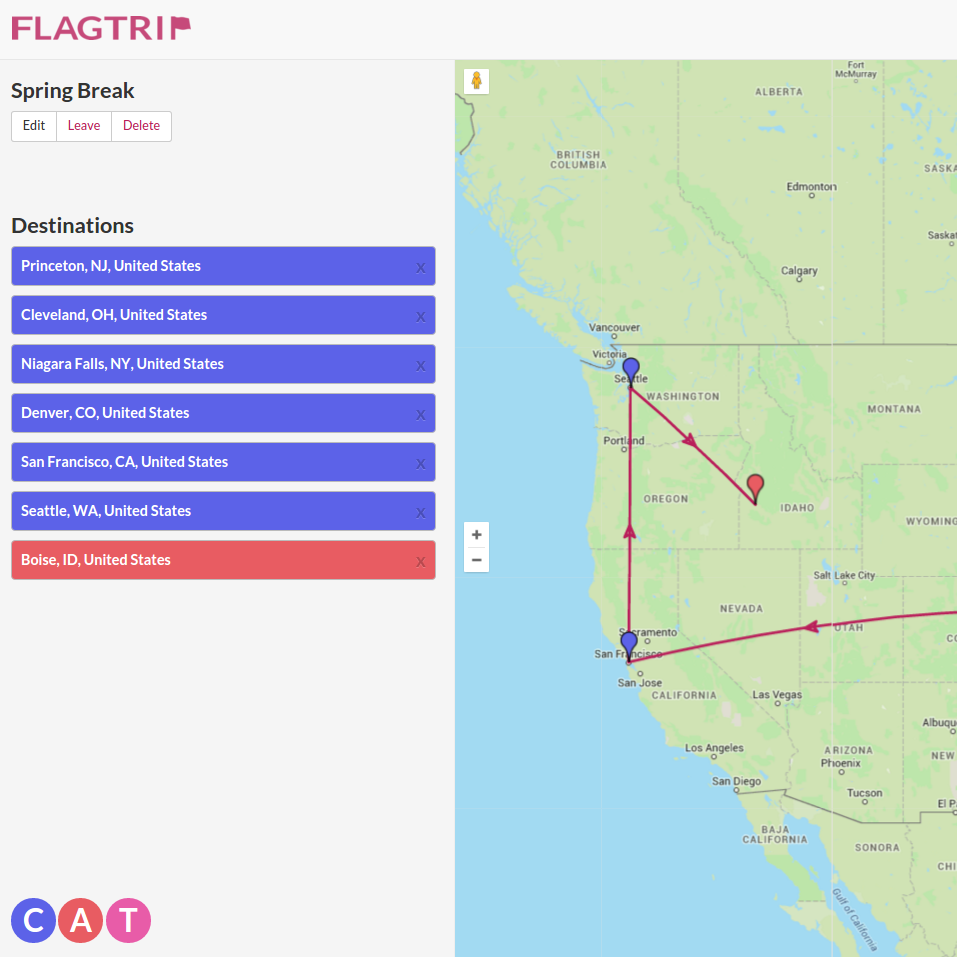 FLAGTRIP
Spring Break
Edit Leave Delete
Destinations
Princeton, NJ, United States x
Cleveland, OH, United States x
Niagara Falls, NY, United States x
Denver, CO, United States x
San Francisco, CA, United States x
Seattle, WA, United States x
Boise, ID, United States x
C A T
Fort
McMurray
ALBERTA
BRITISH
COLUMBIA
SASKA
Edmonton
Saskat
Calgary
Vancouver
Victoria
Seattle
WASHINGTON
MONTANA
Portland
OREGON
IDAHO
WYOMING
+
−
Salt Lake City
NEVADA
UTAH
CO
Sacramento
San Francisco
San Jose
CALIFORNIA
Las Vegas
Albuqu
Los Angeles
ARIZONA
NEW
Phoenix
San Diego
Tucson
El P
BAJA
CALIFORNIA
SONORA
CHI
Gulf of California